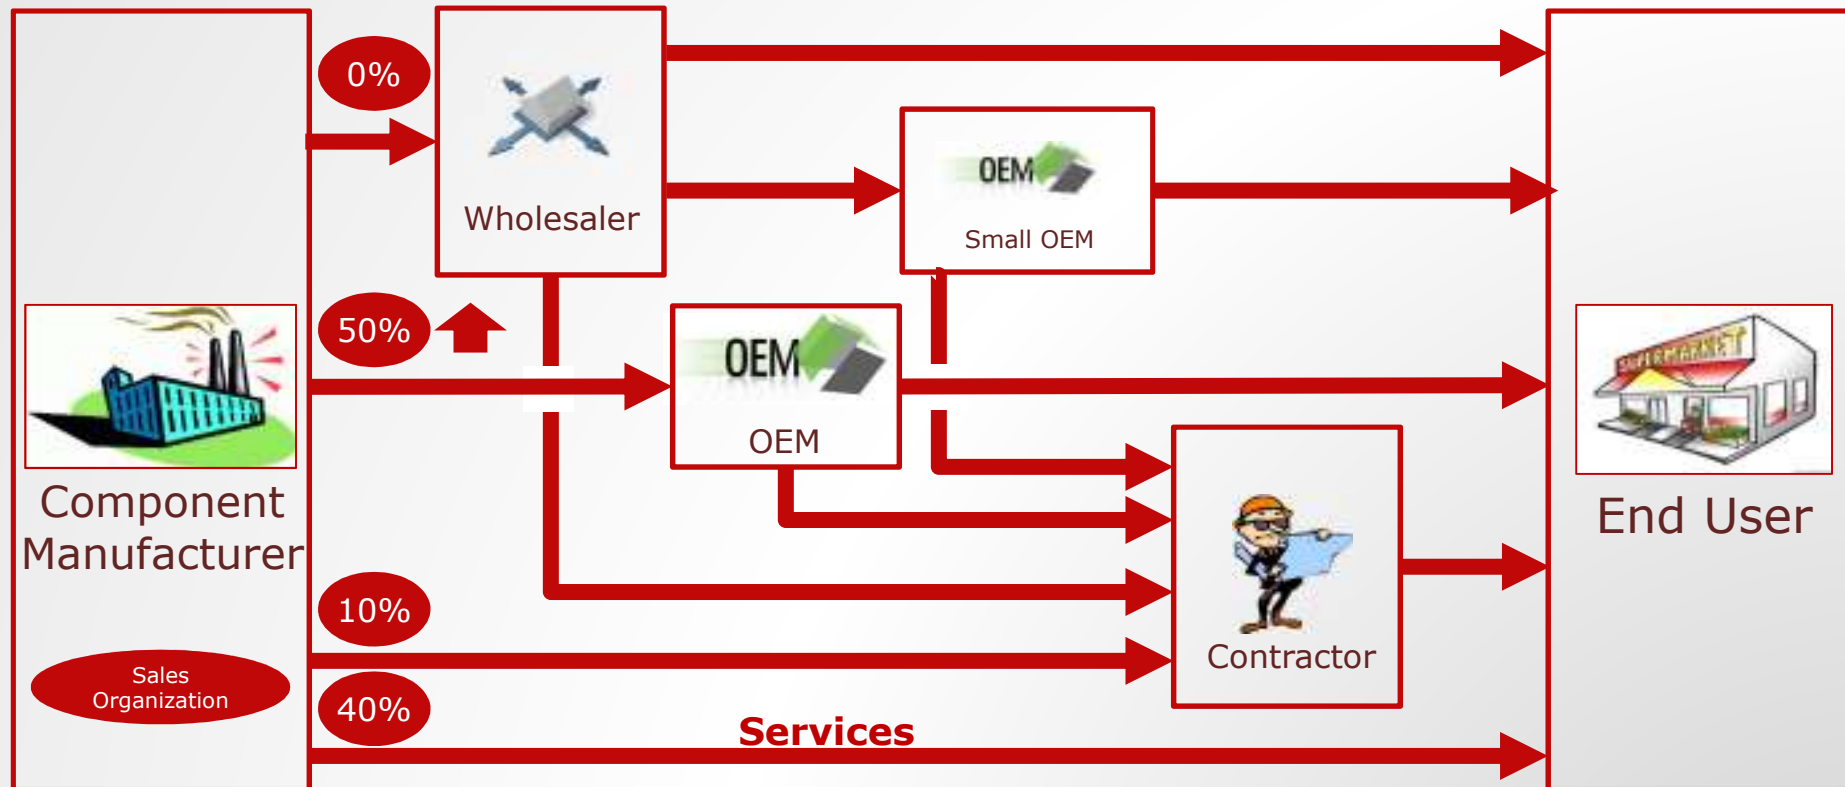 0%
Wholesaler
OEM
Small OEM
50%
OEM
OEM
SUPERMARKET
Component
Manufacturer
End User
10%
Sales
Organization
Contractor
40%
Services